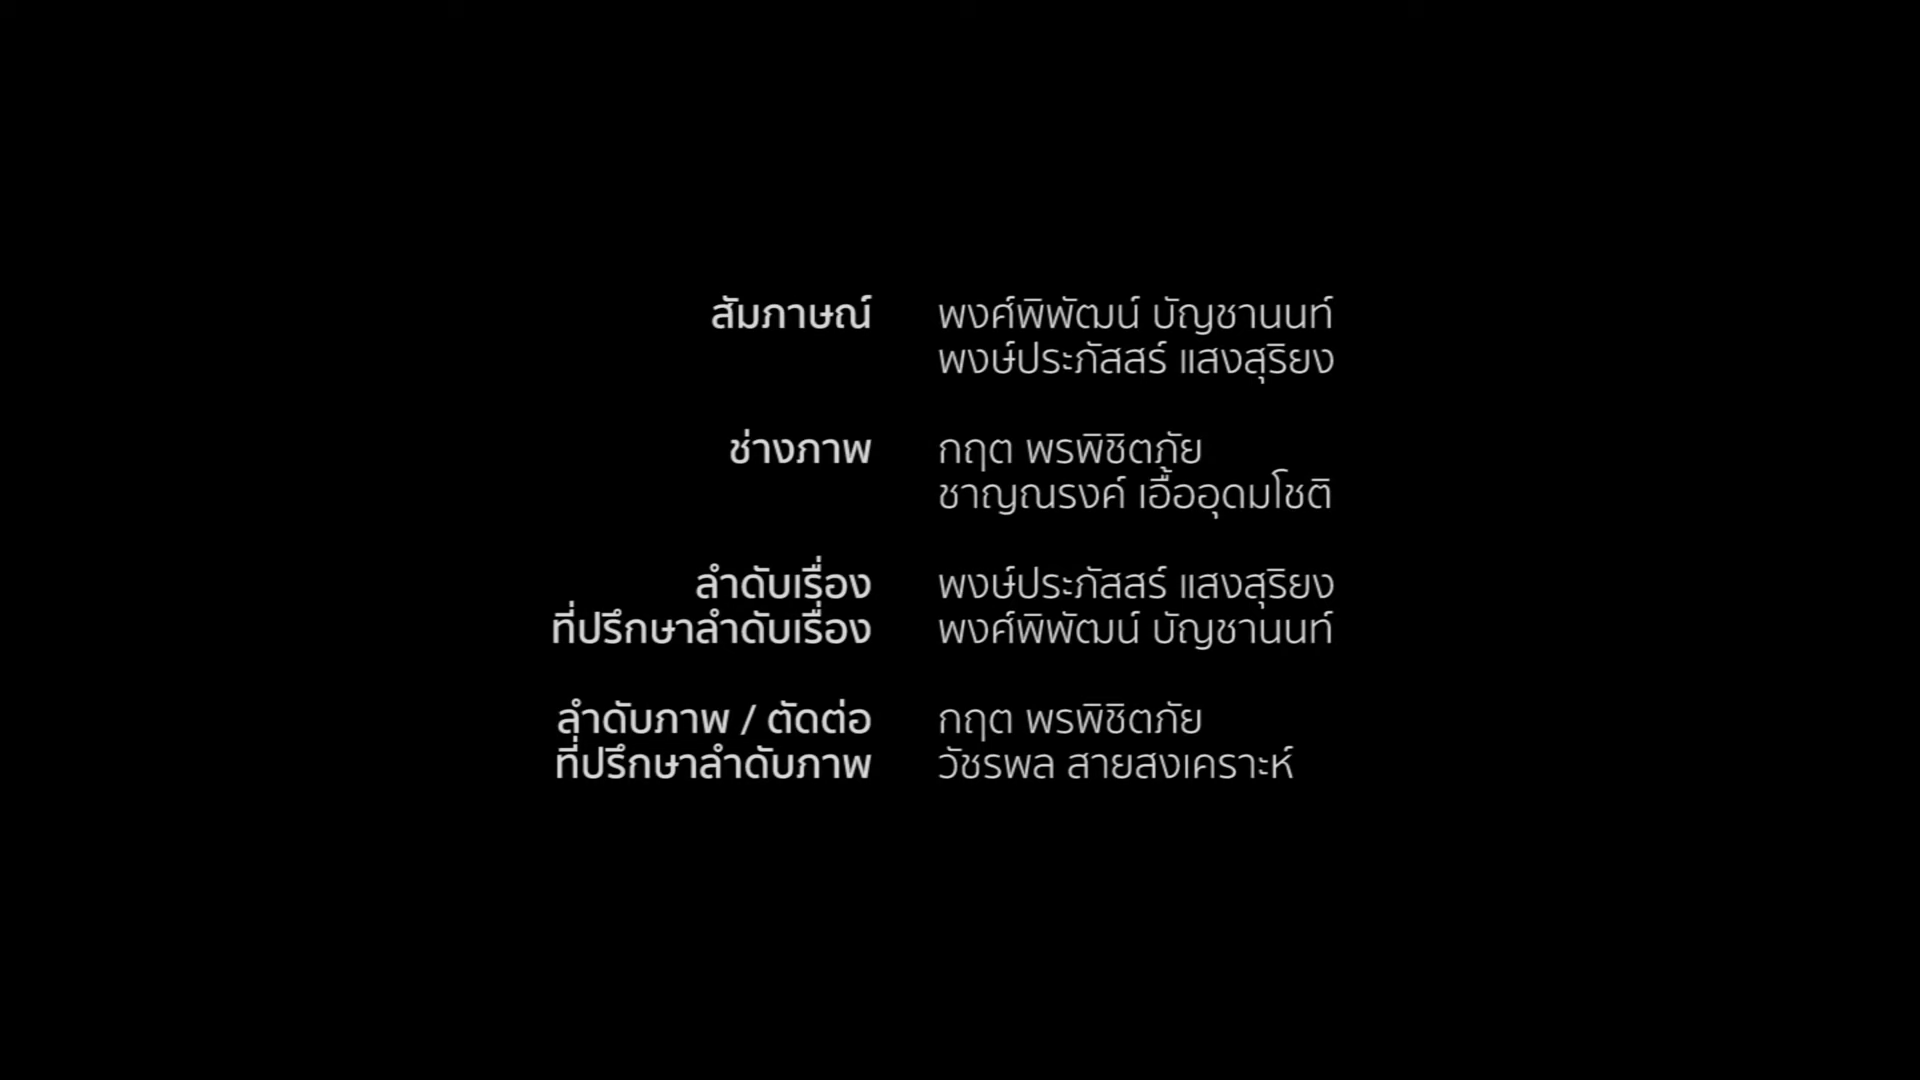 สัมภาษณ์ พงศ์พิพัฒน์ บัญชานนท์
พงษ์ประภัสสร์ แสงสุริยง
ช่างภาพ กฤต พรพิชิตภัย
ชาญณรงค์ เอื้ออุดมโชติ
ลำดับเรื่อง พงษ์ประภัสสร์ แสงสุริยง
ที่ปรึกษาลำดับเรื่อง พงศ์พิพัฒน์ บัญชานนท์
ลำดับภาพ / ตัดต่อ กฤต พรพิชิตภัย
ที่ปรึกษาลำดับภาพ วัชรพล สายสงเคราะห์